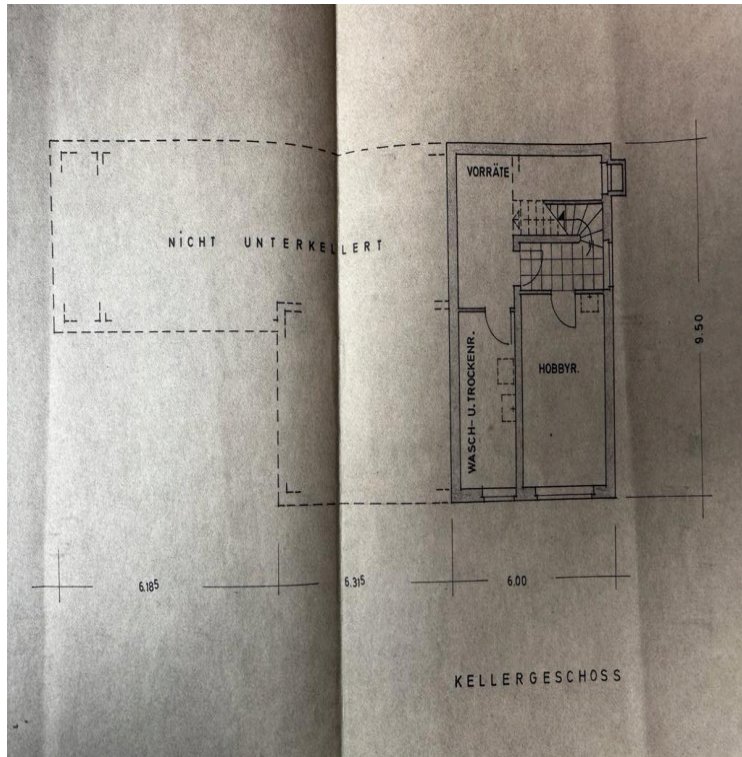 VORRÄTE
NiCHT UNTERKELLERT
WASCH- U. TROCKENR.
HOBBYR.
9.50
6.18⁵
6.31⁵
6.00
KELLERGESCHOSS